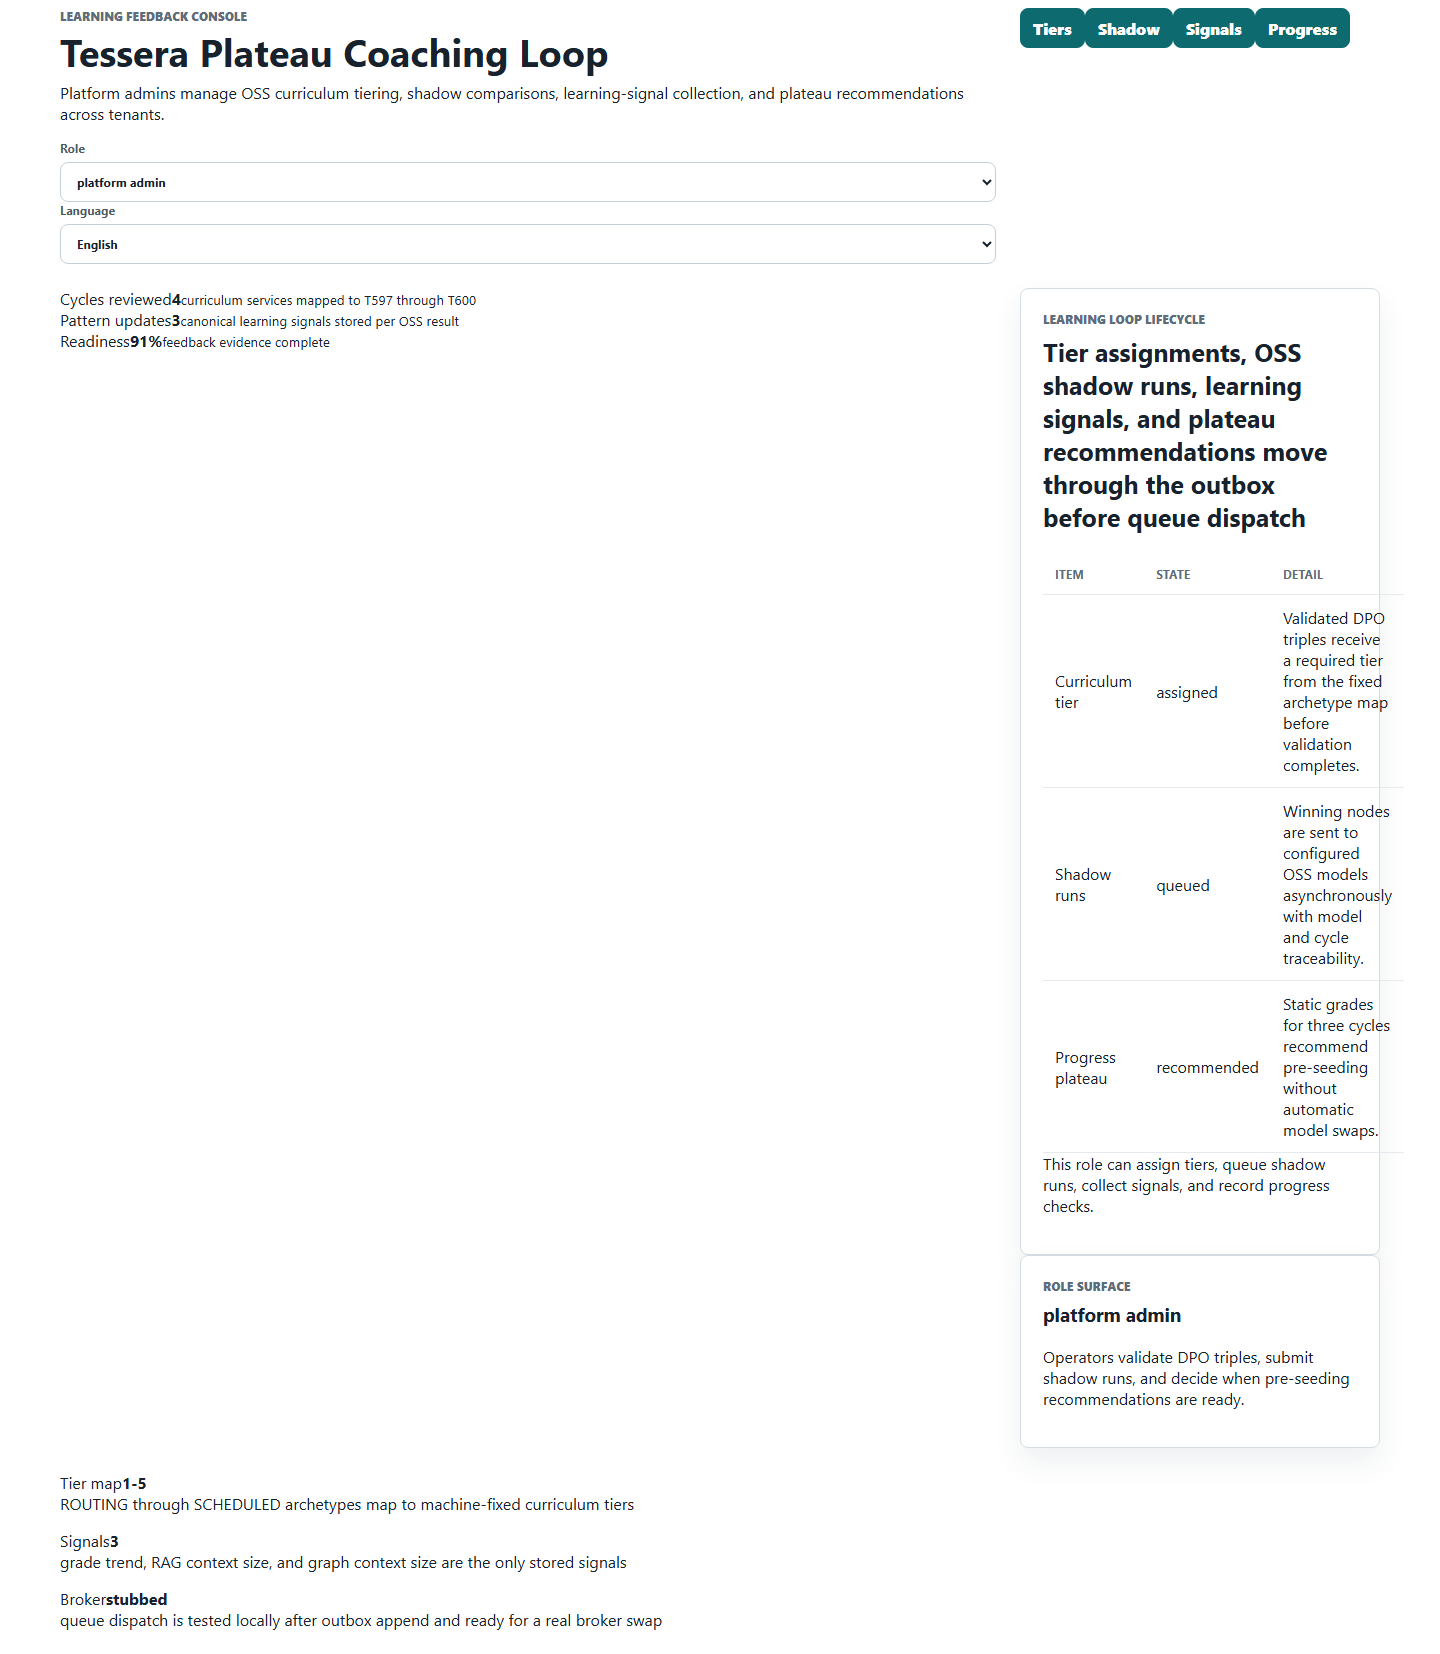 LEARNING FEEDBACK CONSOLE
Tessera Plateau Coaching Loop
Platform admins manage OSS curriculum tiering, shadow comparisons, learning-signal collection, and plateau recommendations
across tenants.
Tiers Shadow Signals Progress
Role
platform admin
Language
English
Cycles reviewed4curriculum services mapped to T597 through T600
Pattern updates3canonical learning signals stored per OSS result
Readiness91%feedback evidence complete
LEARNING LOOP LIFECYCLE
Tier assignments, OSS
shadow runs, learning
signals, and plateau
recommendations move
through the outbox
before queue dispatch
ITEM STATE DETAIL
Curriculum
tier
assigned
Validated DPO
triples receive
a required tier
from the fixed
archetype map
before
validation
completes.
Shadow
runs
queued
Winning nodes
are sent to
configured
OSS models
asynchronously
with model
and cycle
traceability.
Progress
plateau
recommended
Static grades
for three cycles
recommend
pre-seeding
without
automatic
model swaps.
This role can assign tiers, queue shadow
runs, collect signals, and record progress
checks.
ROLE SURFACE
platform admin
Operators validate DPO triples, submit
shadow runs, and decide when pre-seeding
recommendations are ready.
Tier map1-5
ROUTING through SCHEDULED archetypes map to machine-fixed curriculum tiers
Signals3
grade trend, RAG context size, and graph context size are the only stored signals
Brokerstubbed
queue dispatch is tested locally after outbox append and ready for a real broker swap